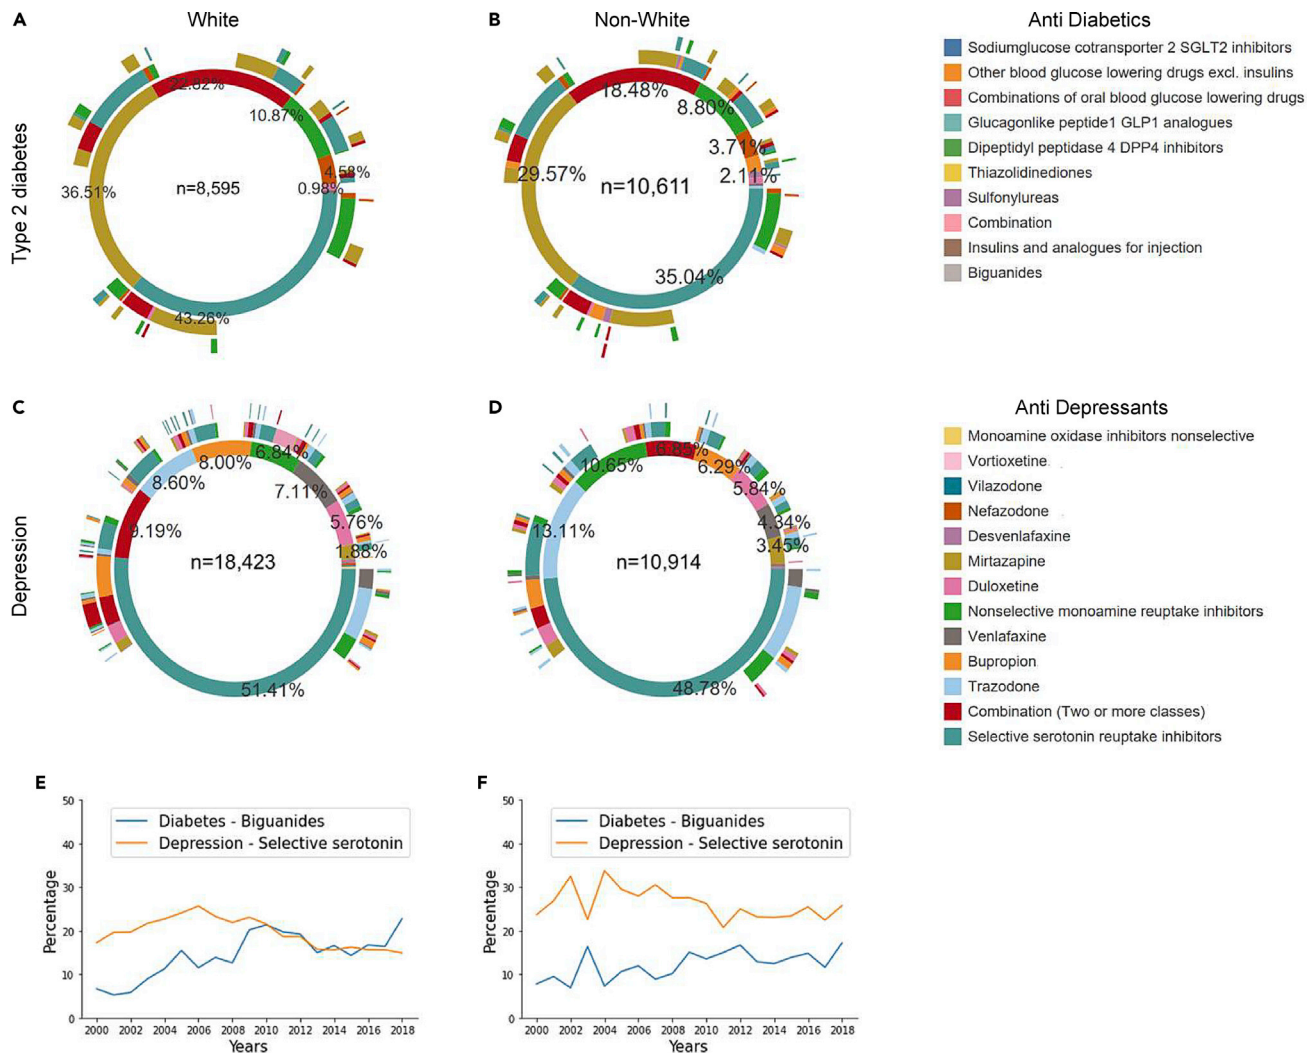 A
White
B
Non-White
Anti Diabetics
Type 2 diabetes
22.82%
10.87%
4.58%
0.98%
36.51%
n=8,595
43.26%
18.48%
8.80%
3.71%
2.11%
29.57%
n=10,611
35.04%
Sodiumglucose cotransporter 2 SGLT2 inhibitors
Other blood glucose lowering drugs excl. insulins
Combinations of oral blood glucose lowering drugs
Glucagonlike peptide1 GLP1 analogues
Dipeptidyl peptidase 4 DPP4 inhibitors
Thiazolidinediones
Sulfonylureas
Combination
Insulins and analogues for injection
Biguanides
C
D
Anti Depressants
Depression
8.00%
6.84%
8.60%
7.11%
9.19%
5.76%
1.88%
n=18,423
51.41%
10.65%
6.85%
6.29%
5.84%
13.11%
4.34%
3.45%
n=10,914
48.78%
Monoamine oxidase inhibitors nonselective
Vortioxetine
Vilazodone
Nefazodone
Desvenlafaxine
Mirtazapine
Duloxetine
Nonselective monoamine reuptake inhibitors
Venlafaxine
Bupropion
Trazodone
Combination (Two or more classes)
Selective serotonin reuptake inhibitors
E
50
40
30
20
10
0
Percentage
Diabetes - Biguanides
Depression - Selective serotonin
2000 2002 2004 2006 2008 2010 2012 2014 2016 2018
Years
F
50
40
30
20
10
0
Percentage
Diabetes - Biguanides
Depression - Selective serotonin
2000 2002 2004 2006 2008 2010 2012 2014 2016 2018
Years